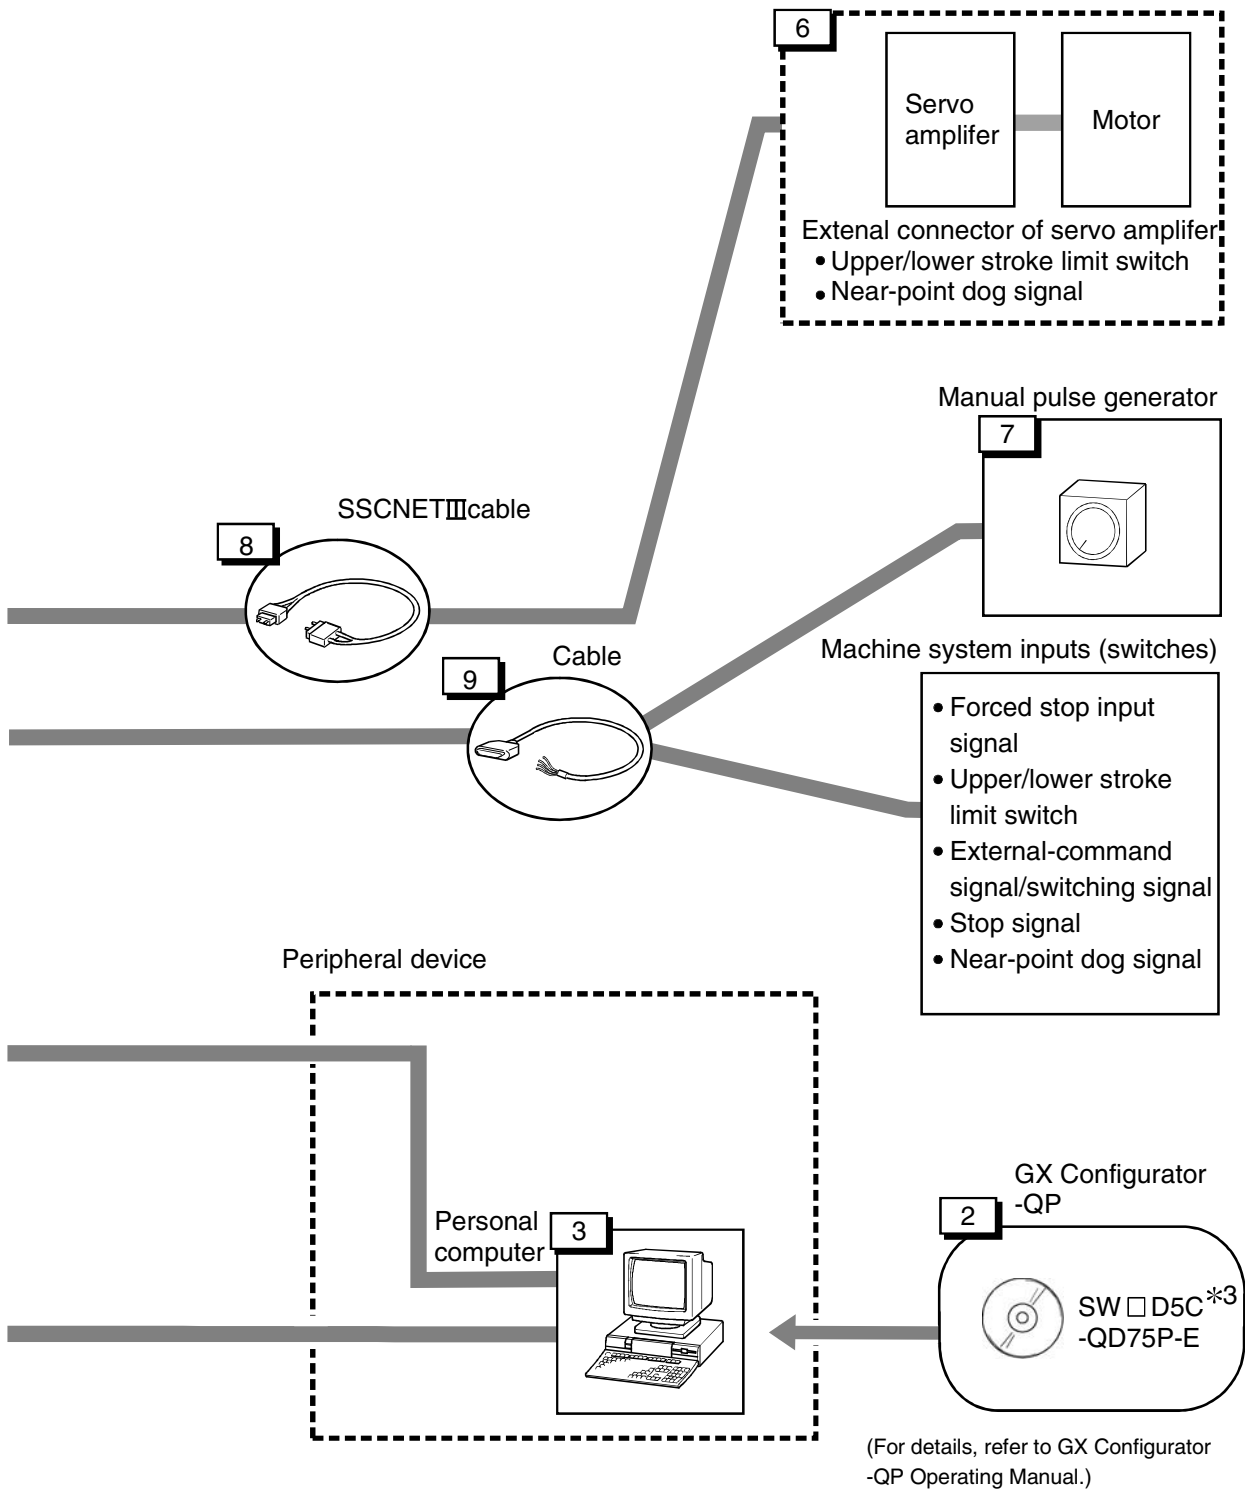 6
Servo
amplifer
Motor
Extenal connector of servo amplifer
• Upper/lower stroke limit switch
• Near-point dog signal
Manual pulse generator
7
SSCNETⅢcable
8
Cable
9
Machine system inputs (switches)
• Forced stop input
signal
• Upper/lower stroke
limit switch
• External-command
signal/switching signal
• Stop signal
• Near-point dog signal
Peripheral device
Personal
computer
3
GX Configurator
-QP
2
SW□D5C*3
-QD75P-E
(For details, refer to GX Configurator
-QP Operating Manual.)